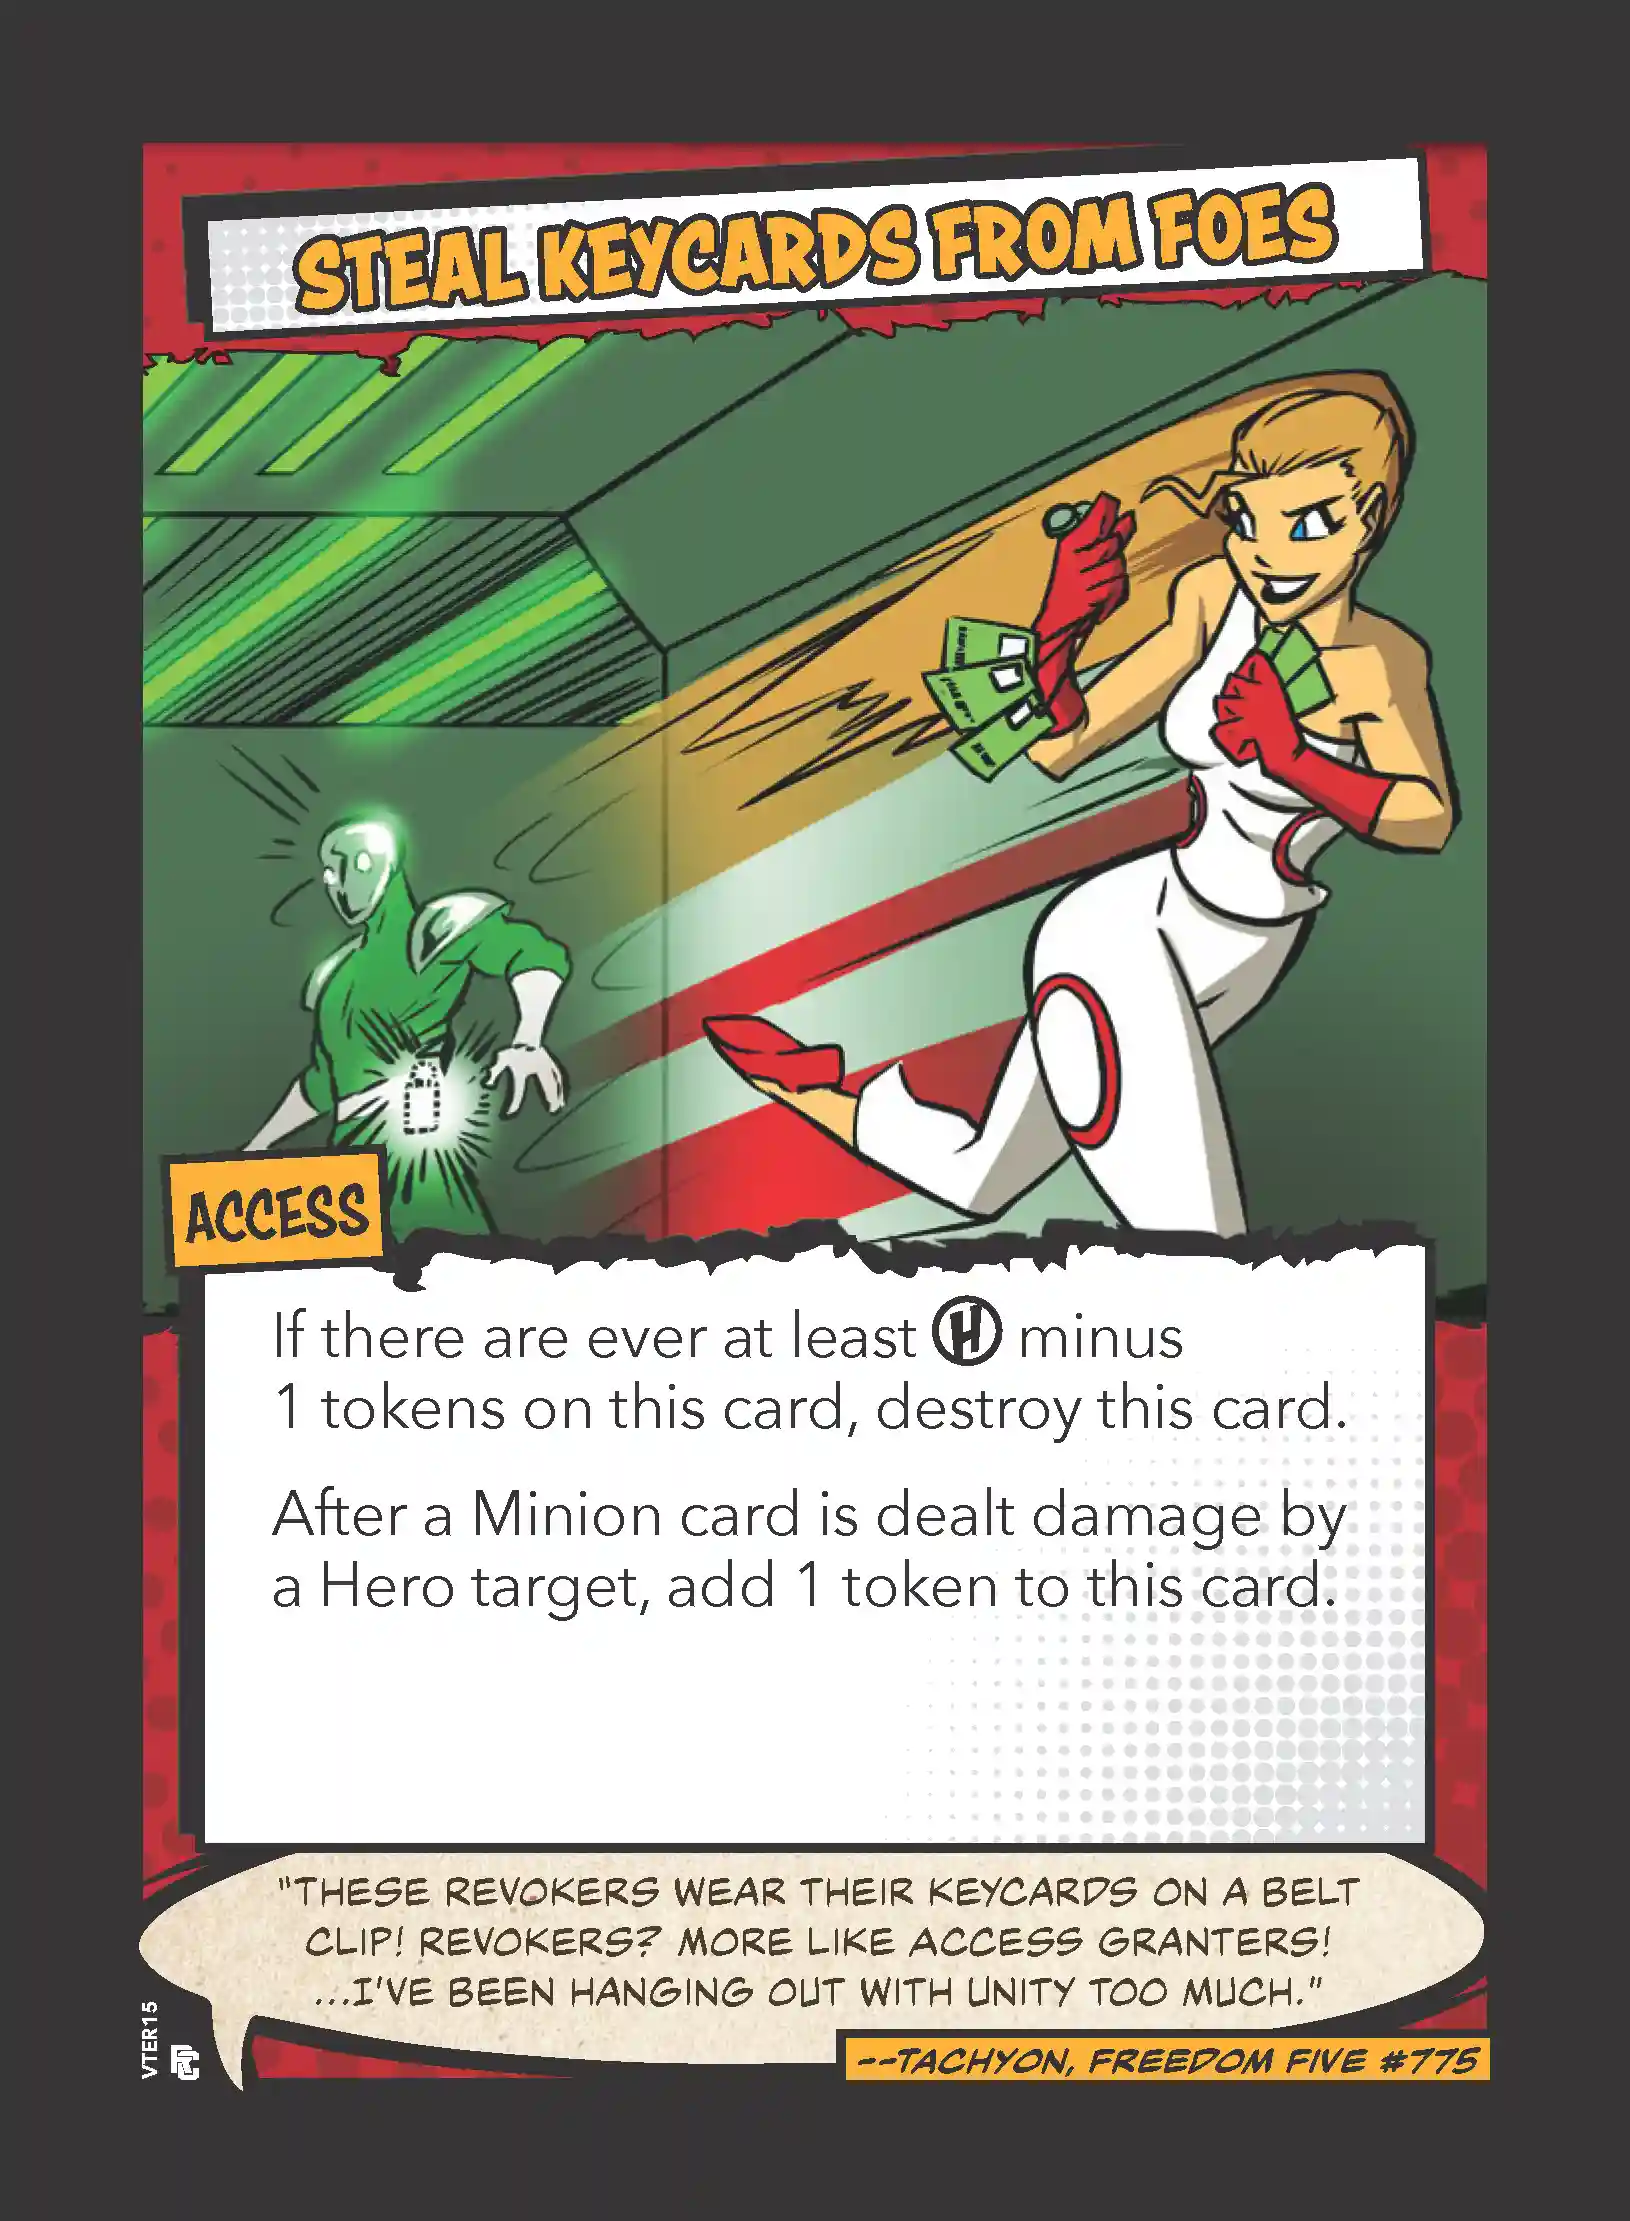 STEAL KEYCARDS FROM FOES
ACCESS
If there are ever at least Ⓗ minus
1 tokens on this card, destroy this card.
After a Minion card is dealt damage by
a Hero target, add 1 token to this card.
"THESE REVOKERS WEAR THEIR KEYCARDS ON A BELT
CLIP! REVOKERS? MORE LIKE ACCESS GRANTERS!
...I'VE BEEN HANGING OUT WITH UNITY TOO MUCH."
--TACHYON, FREEDOM FIVE #775
VTER15